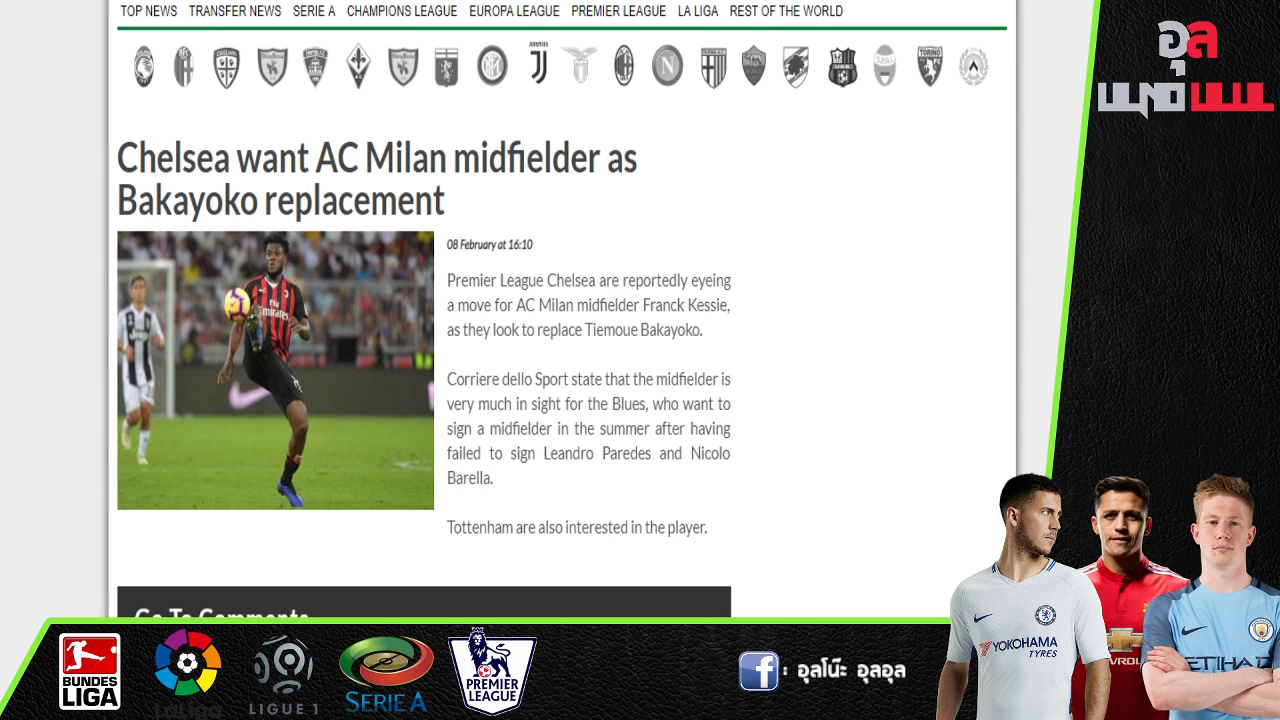 TOP NEWS TRANSFER NEWS SERIE A CHAMPIONS LEAGUE EUROPA LEAGUE PREMIER LEAGUE LA LIGA REST OF THE WORLD
Chelsea want AC Milan midfielder as
Bakayoko replacement
08 February at 16:10
Premier League Chelsea are reportedly eyeing
a move for AC Milan midfielder Franck Kessie,
as they look to replace Tiemoue Bakayoko.
Corriere dello Sport state that the midfielder is
very much in sight for the Blues, who want to
sign a midfielder in the summer after having
failed to sign Leandro Paredes and Nicolo
Barella.
Tottenham are also interested in the player.
Go To Comments
อุล
BUNDES
LIGA
LaLiga
LIGUE 1
SERIE A
PREMIER
LEAGUE
f : อุลโน๊ะ อุลอุล
YOKOHAMA
TYRES
ETIHAD